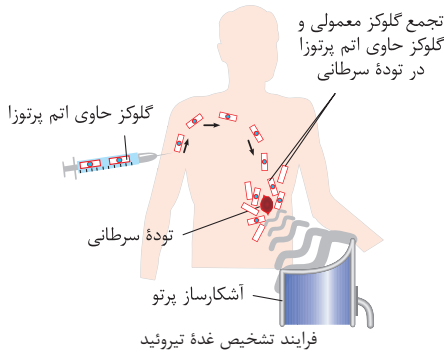 تجمع گلوکز معمولی و
گلوکز حاوی اتم پرتوزا
در تودهٔ سرطانی
گلوکز حاوی اتم پرتوزا
تودهٔ سرطانی
آشکارساز پرتو
فرایند تشخیص غدهٔ تیروئید